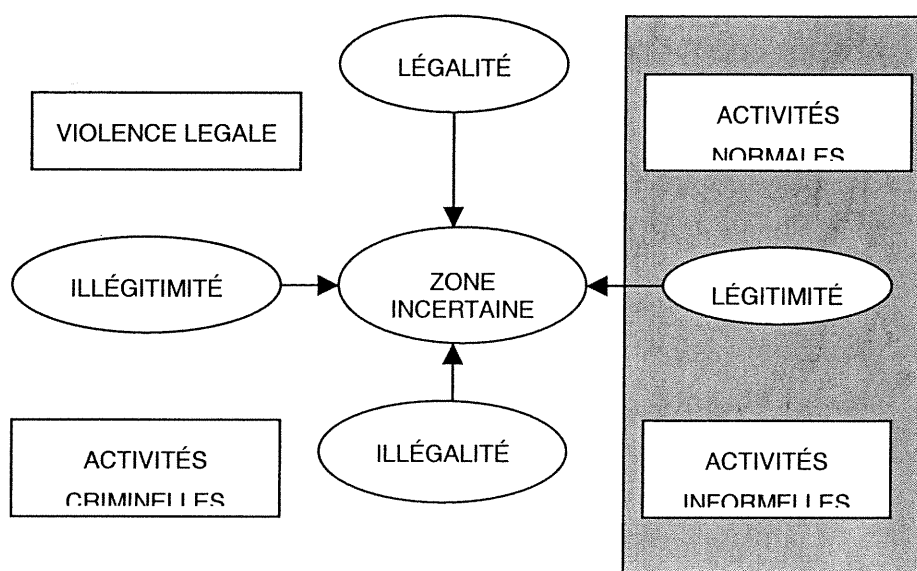 LÉGALITÉ
VIOLENCE LEGALE
ACTIVITÉS
NORMALES
ILLÉGITIMITÉ
ZONE
INCERTAINE
LÉGITIMITÉ
ACTIVITÉS
CRIMINELLES
ILLÉGALITÉ
ACTIVITÉS
INFORMELLES